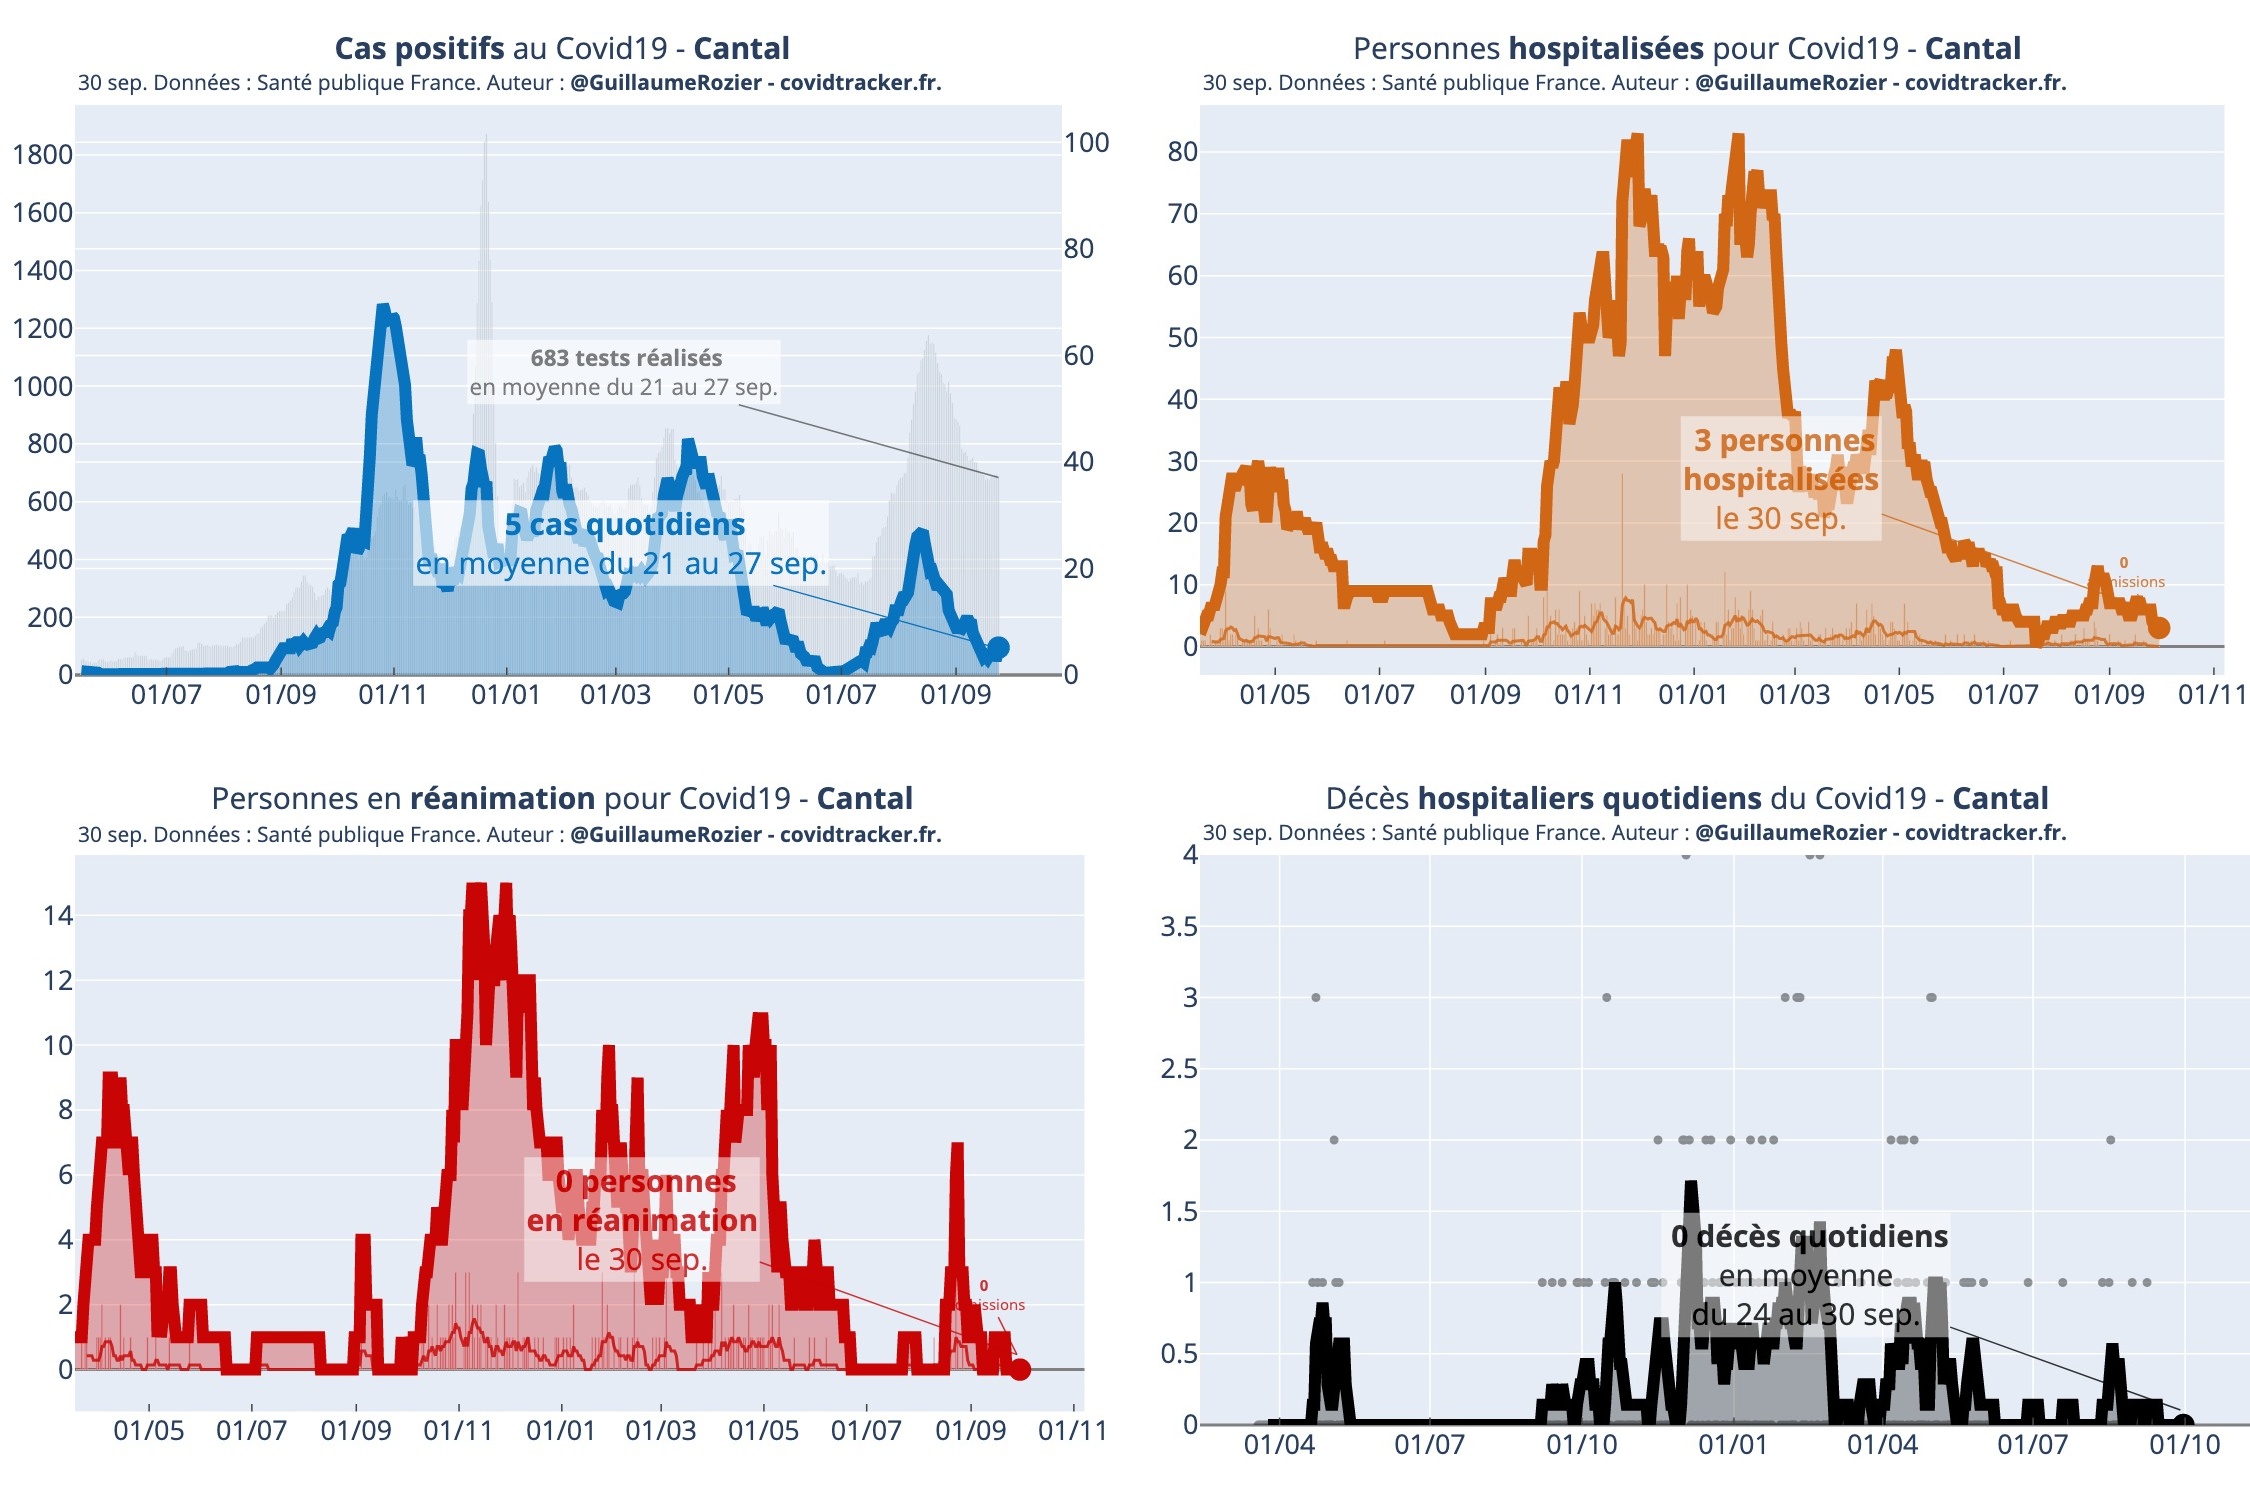 Cas positifs au Covid19 - Cantal
30 sep. Données : Santé publique France. Auteur : @GuillaumeRozier - covidtracker.fr.
1800
1600
1400
1200
1000
800
600
400
200
0
100
80
60
40
20
0
683 tests réalisés
en moyenne du 21 au 27 sep.
5 cas quotidiens
en moyenne du 21 au 27 sep.
01/07 01/09 01/11 01/01 01/03 01/05 01/07 01/09
Personnes hospitalisées pour Covid19 - Cantal
30 sep. Données : Santé publique France. Auteur : @GuillaumeRozier - covidtracker.fr.
80
70
60
50
40
30
20
10
0
3 personnes
hospitalisées
le 30 sep.
0
01/05 01/07 01/09 01/11 01/01 01/03 01/05 01/07 01/09 01/11
Personnes en réanimation pour Covid19 - Cantal
30 sep. Données : Santé publique France. Auteur : @GuillaumeRozier - covidtracker.fr.
14
12
10
8
6
4
2
0
0 personnes
en réanimation
le 30 sep.
0
01/05 01/07 01/09 01/11 01/01 01/03 01/05 01/07 01/09 01/11
Décès hospitaliers quotidiens du Covid19 - Cantal
30 sep. Données : Santé publique France. Auteur : @GuillaumeRozier - covidtracker.fr.
4
3.5
3
2.5
2
1.5
1
0.5
0
0 décès quotidiens
en moyenne
du 24 au 30 sep.
01/04 01/07 01/10 01/01 01/04 01/07 01/10